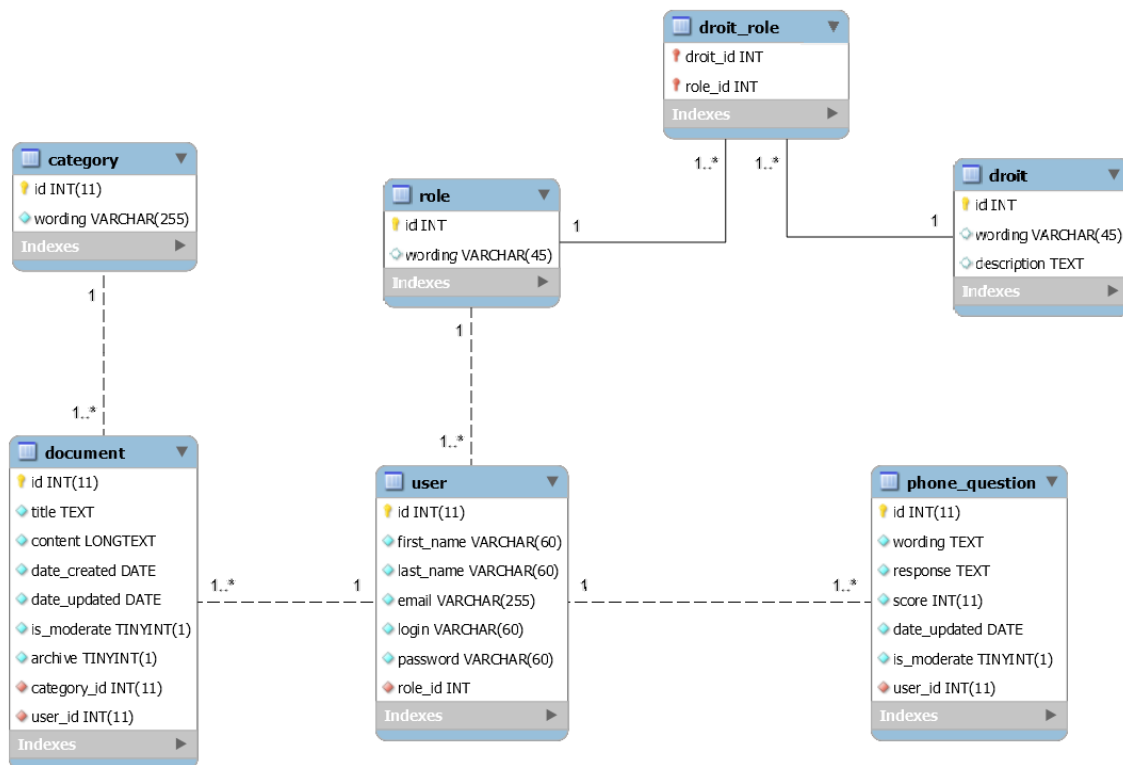 droit_role
droit_id INT
role_id INT
Indexes
1..*
1..*
category
id INT(11)
wording VARCHAR(255)
Indexes
1
1..*
role
id INT
wording VARCHAR(45)
Indexes
1
1
1..*
droit
id INT
wording VARCHAR(45)
description TEXT
Indexes
1
document
id INT(11)
title TEXT
content LONGTEXT
date_created DATE
date_updated DATE
is_moderate TINYINT(1)
archive TINYINT(1)
category_id INT(11)
user_id INT(11)
Indexes
1..*
1
user
id INT(11)
first_name VARCHAR(60)
last_name VARCHAR(60)
email VARCHAR(255)
login VARCHAR(60)
password VARCHAR(60)
role_id INT
Indexes
1
1..*
phone_question
id INT(11)
wording TEXT
response TEXT
score INT(11)
date_updated DATE
is_moderate TINYINT(1)
user_id INT(11)
Indexes